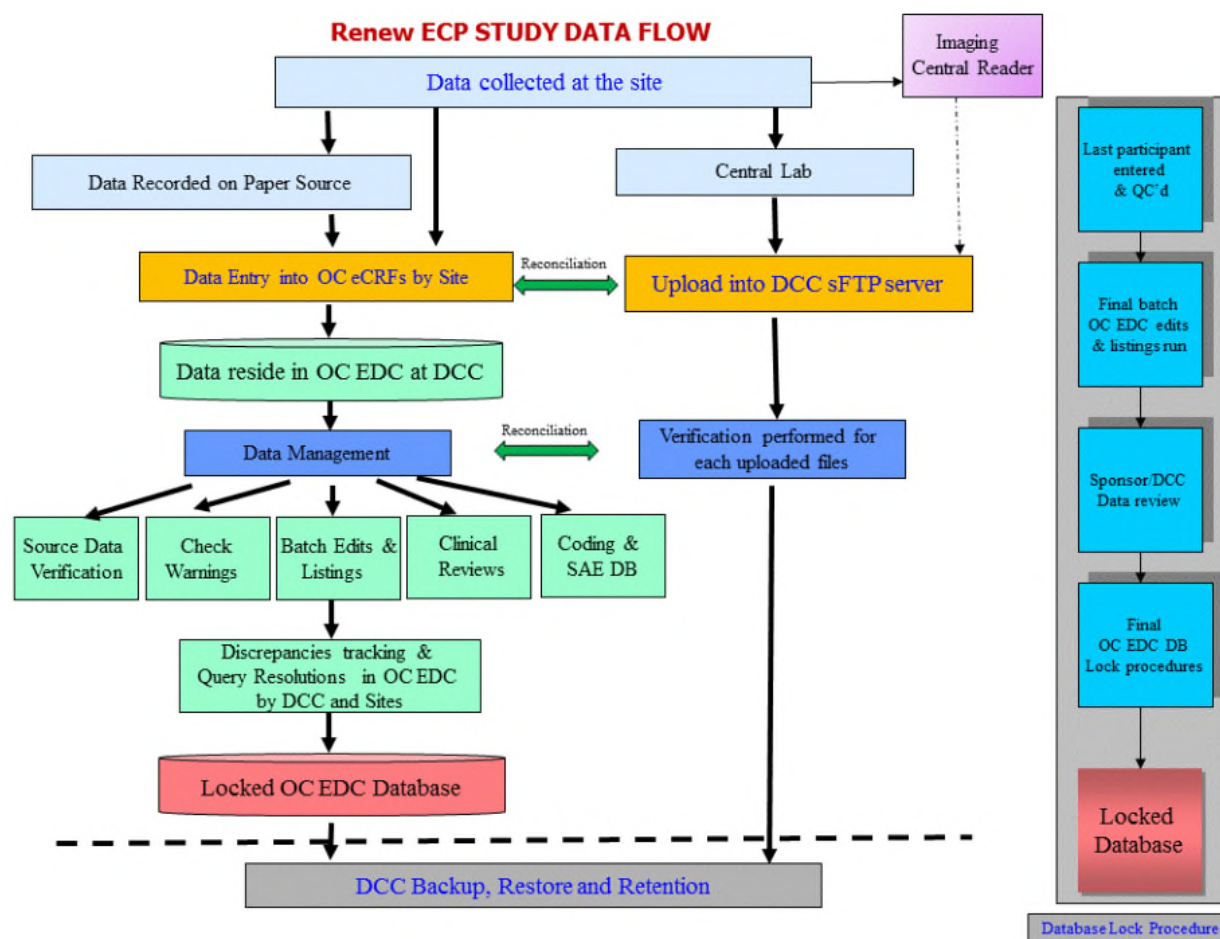 Renew ECP STUDY DATA FLOW
Data collected at the site
Imaging
Central Reader
Data Recorded on Paper Source
Central Lab
Data Entry into OC eCRFs by Site
Reconciliation
Upload into DCC sFTP server
Data reside in OC EDC at DCC
Data Management
Reconciliation
Verification performed for
each uploaded files
Source Data
Verification
Check
Warnings
Batch Edits &
Listings
Clinical
Reviews
Coding &
SAE DB
Discrepancies tracking &
Query Resolutions in OC EDC
by DCC and Sites
Locked OC EDC Database
DCC Backup, Restore and Retention
Last participant
entered
& QC'd
Final batch
OC EDC edits
& listings run
Sponsor/DCC
Data review
Final
OC EDC DB
Lock procedures
Locked
Database
Database Lock Procedure